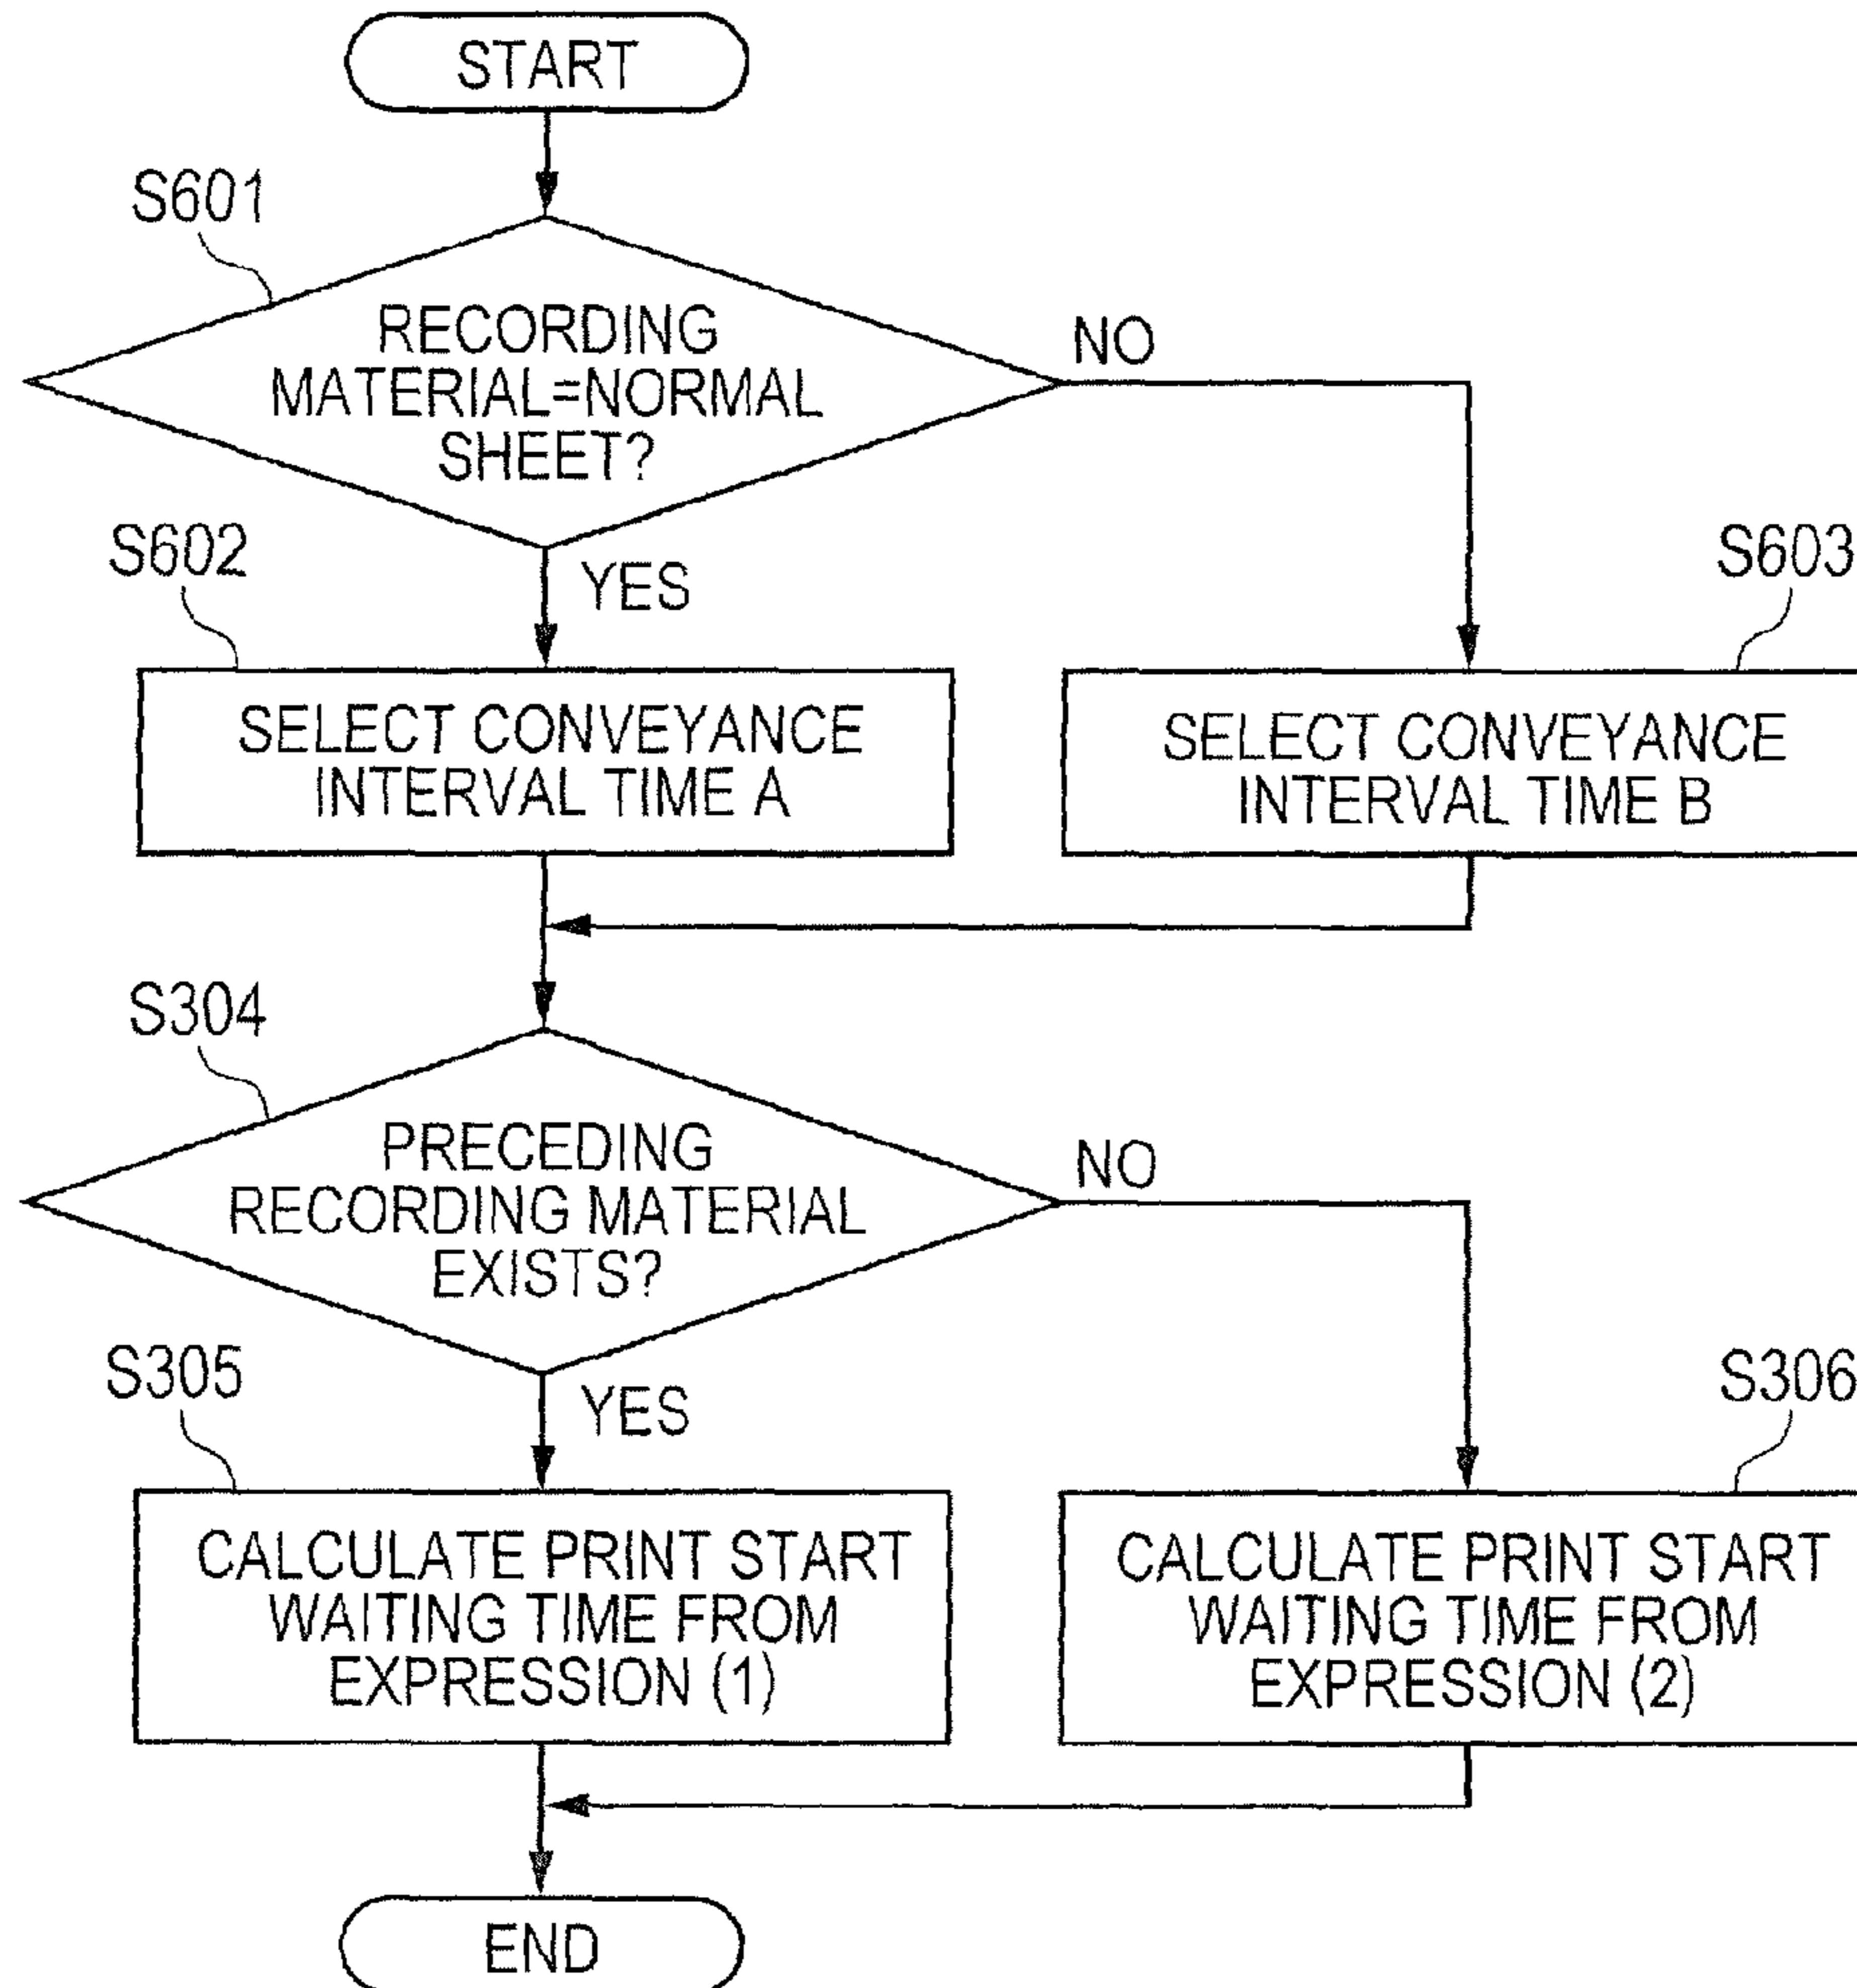 START
S601
RECORDING
MATERIAL=NORMAL
SHEET?
NO
YES
S602
SELECT CONVEYANCE
INTERVAL TIME A
S603
SELECT CONVEYANCE
INTERVAL TIME B
S304
PRECEDING
RECORDING MATERIAL
EXISTS?
NO
YES
S305
CALCULATE PRINT START
WAITING TIME FROM
EXPRESSION (1)
S306
CALCULATE PRINT START
WAITING TIME FROM
EXPRESSION (2)
END